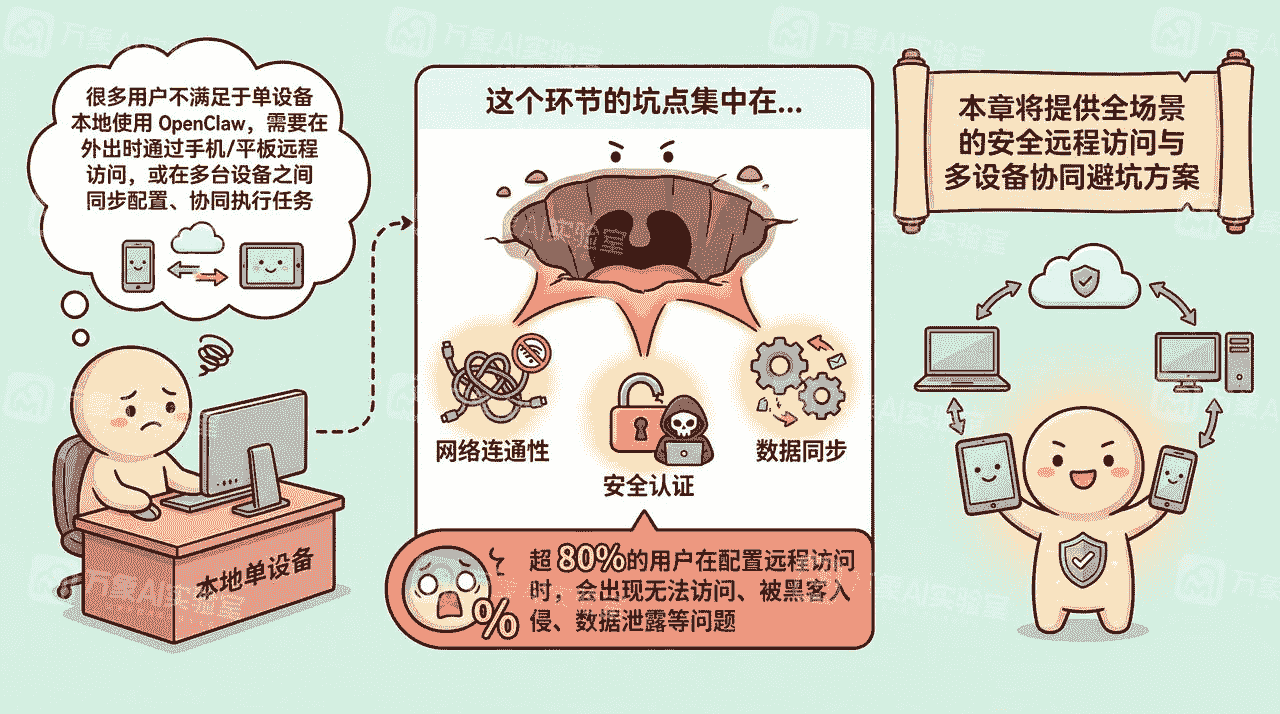 很多用户不满足于单设备
本地使用 OpenClaw，需要在
外出时通过手机/平板远程
访问，或在多台设备之间
同步配置、协同执行任务
本地单设备
这个环节的坑点集中在...
网络连通性
安全认证
数据同步
%
超 80%的用户在配置远程访问
时，会出现无法访问、被黑客入
侵、数据泄露等问题
本章将提供全场景
的安全远程访问与
多设备协同避坑方案
万象AI实验室